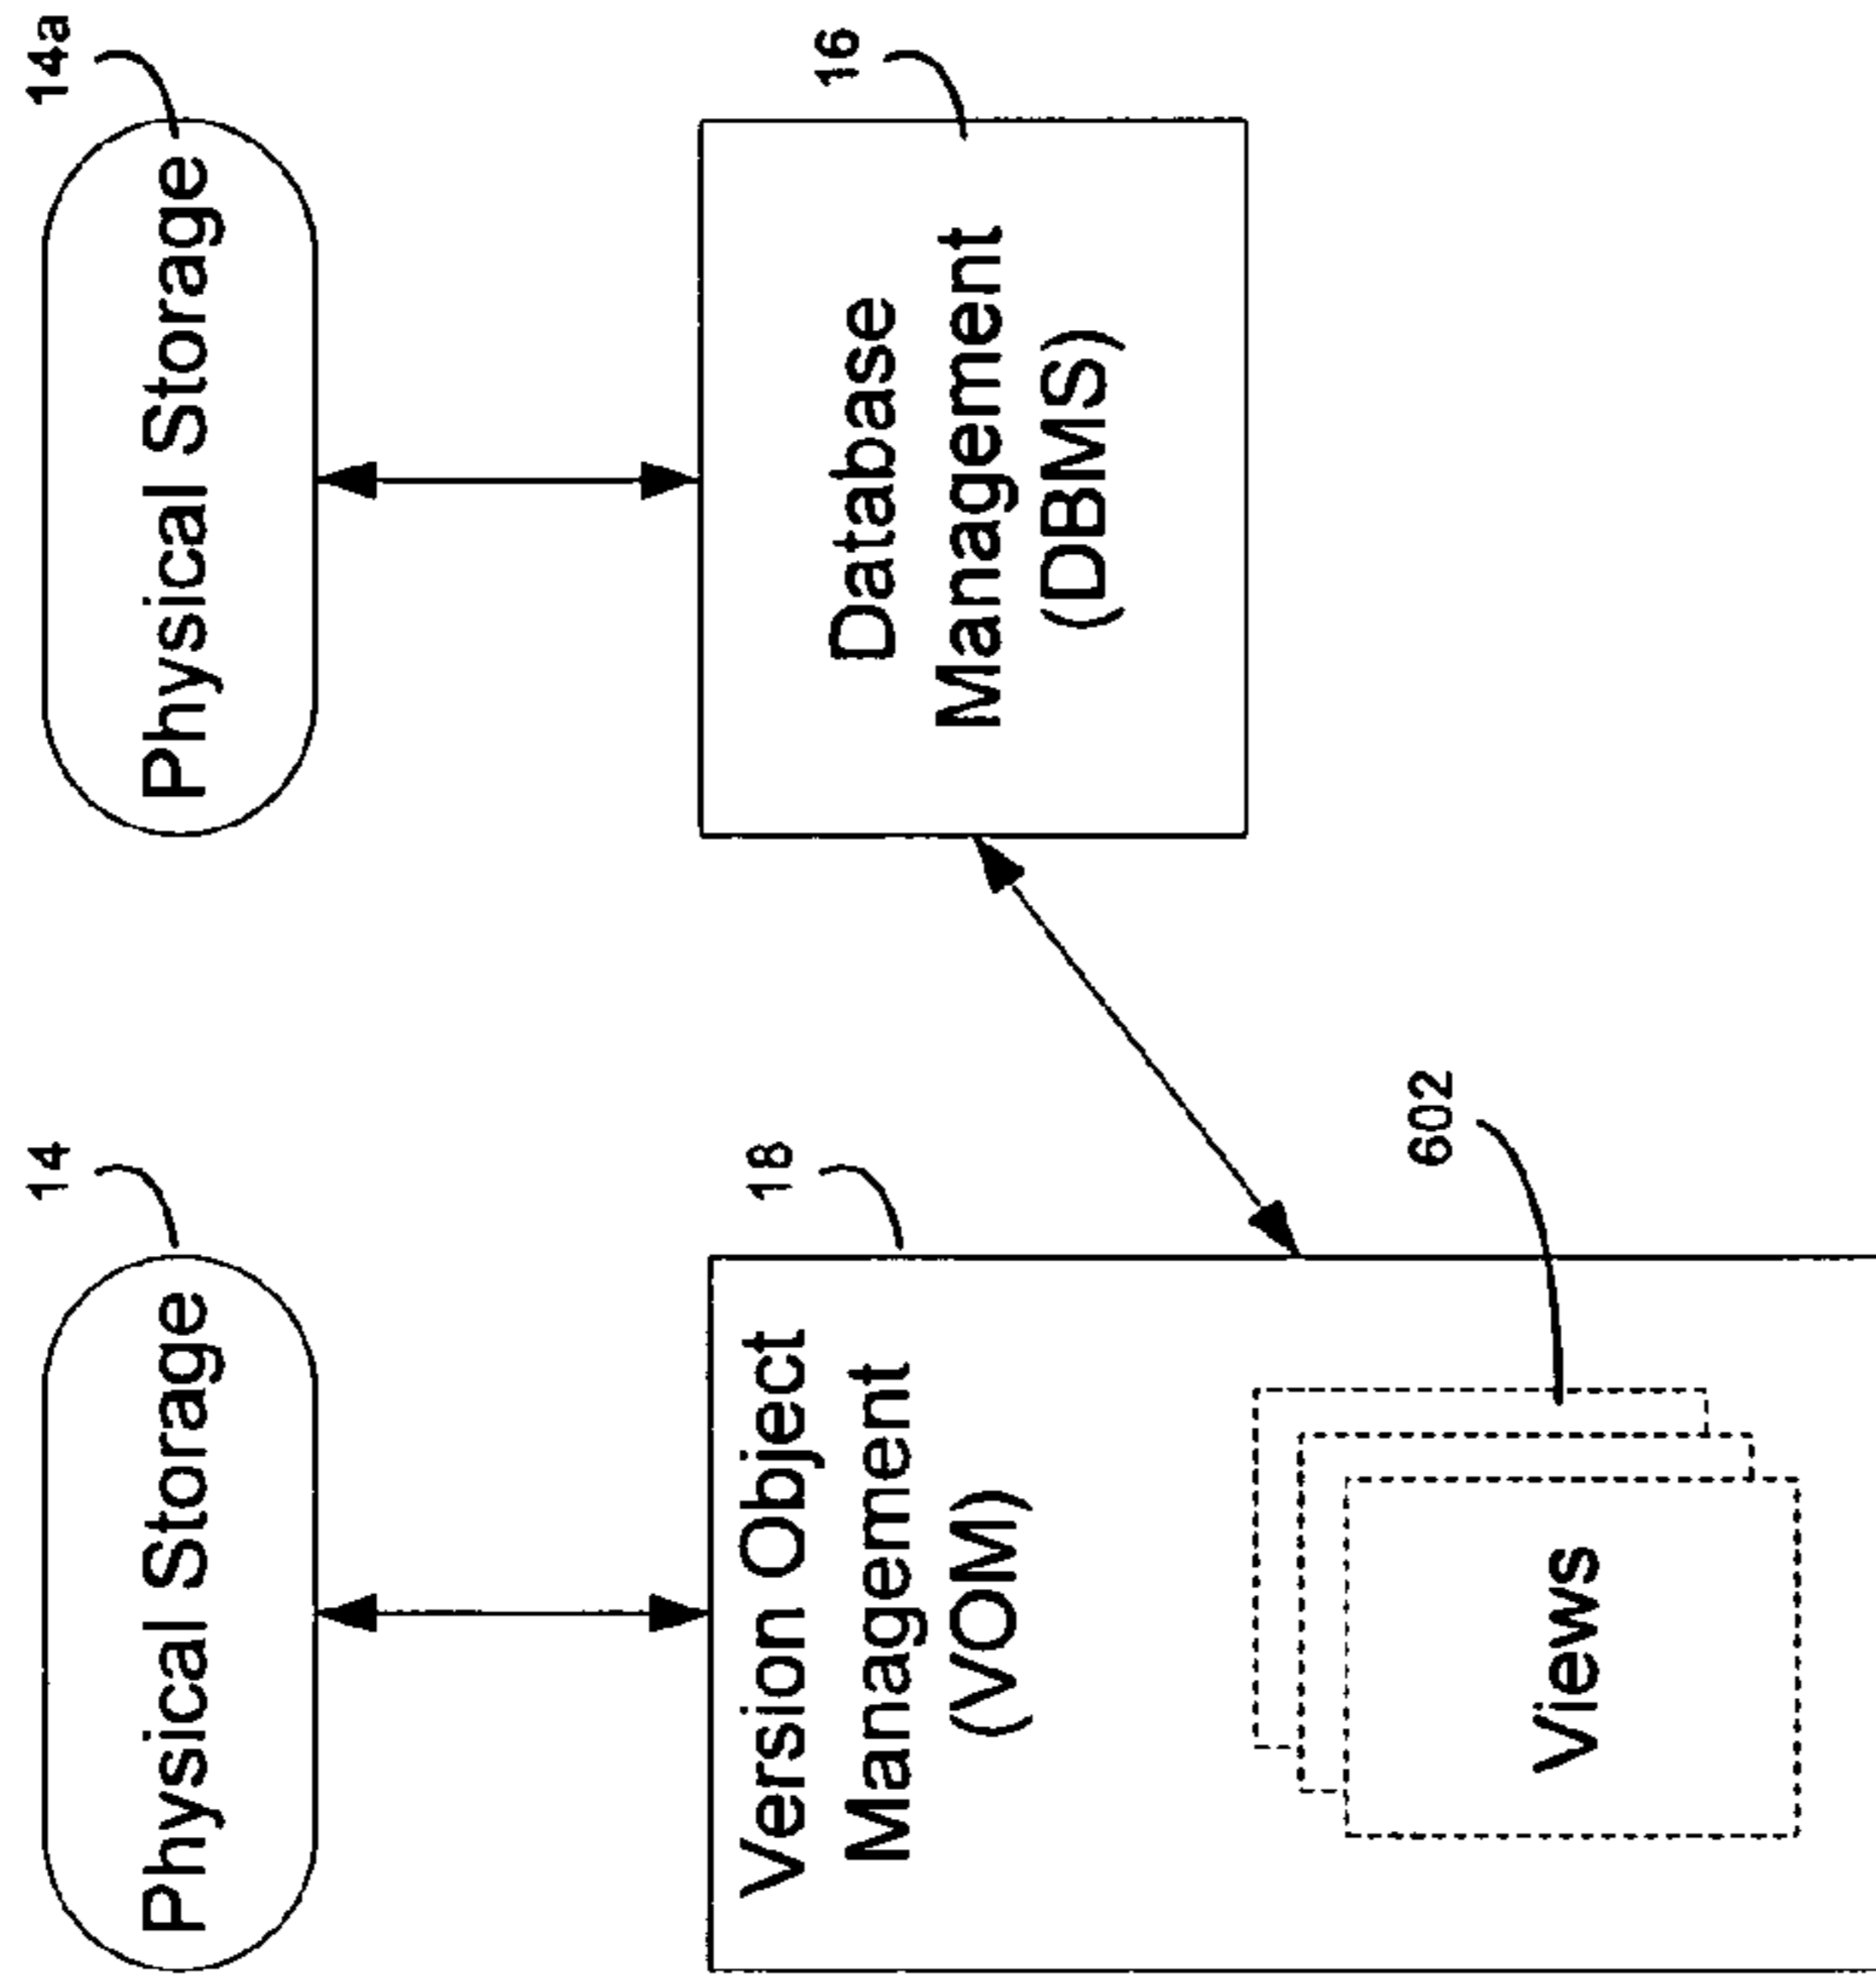 14
Physical Storage
14a
Physical Storage
18
Version Object
Management
(VOM)
602
Views
16
Database
Management
(DBMS)